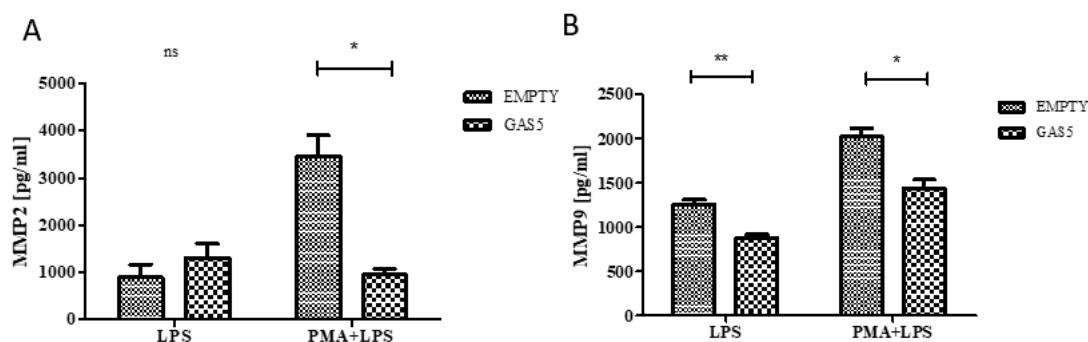 A
ns
*
5000
4000
3000
2000
1000
0
MMP2 [pg/ml]
LPS
PMA+LPS
EMPTY
GAS5
B
**
*
2500
2000
1500
1000
500
0
MMP9 [pg/ml]
LPS
PMA+LPS
EMPTY
GAS5